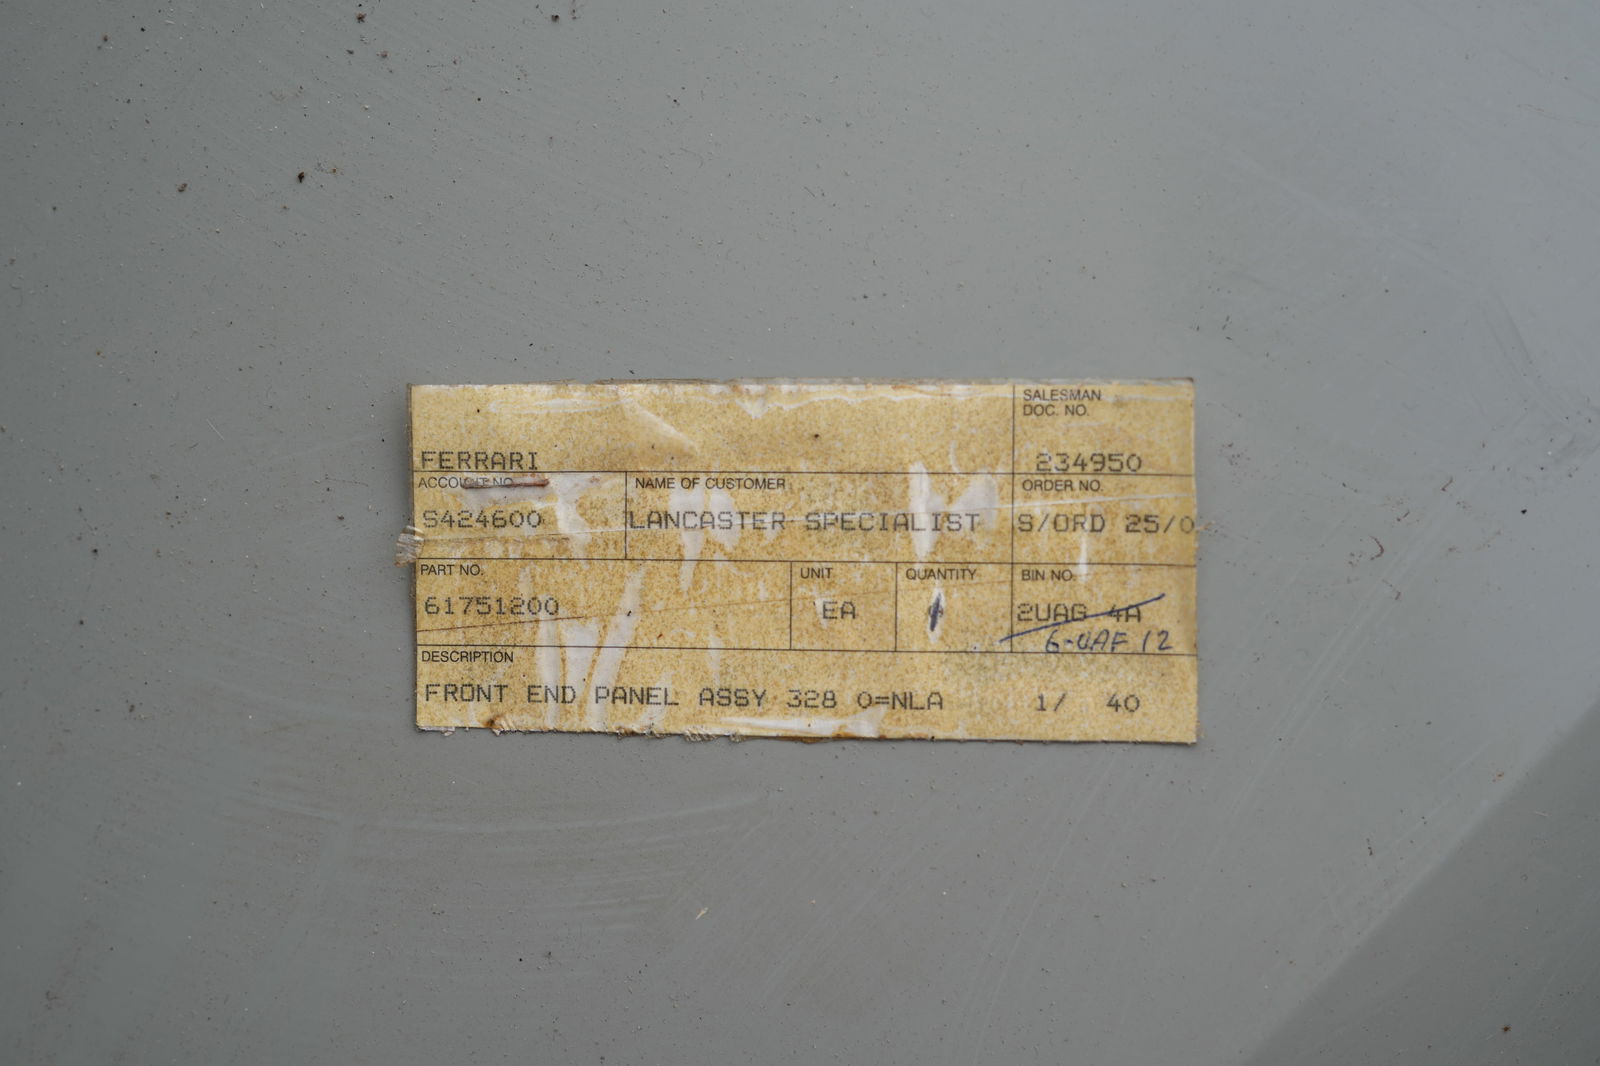 SALESMAN
DOC. NO.
FERRARI 234950
ACCOUNT NO. NAME OF CUSTOMER ORDER NO.
S424600 LANCASTER SPECIALIST S/ORD 25/0
PART NO. UNIT QUANTITY BIN NO.
61751200 EA 2UAG 4A
6-UAF 12
DESCRIPTION
FRONT END PANEL ASSY 328 O=NLA 1/ 40